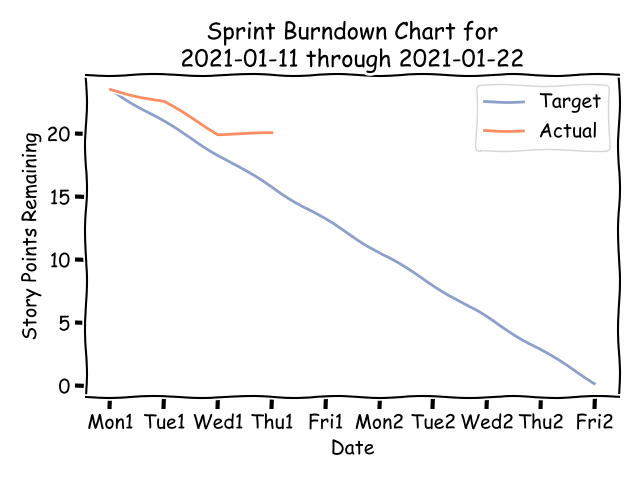 Sprint Burndown Chart for
2021-01-11 through 2021-01-22
Target
Actual
Story Points Remaining
20
15
10
5
0
Mon1 Tue1 Wed1 Thu1 Fri1 Mon2 Tue2 Wed2 Thu2 Fri2
Date